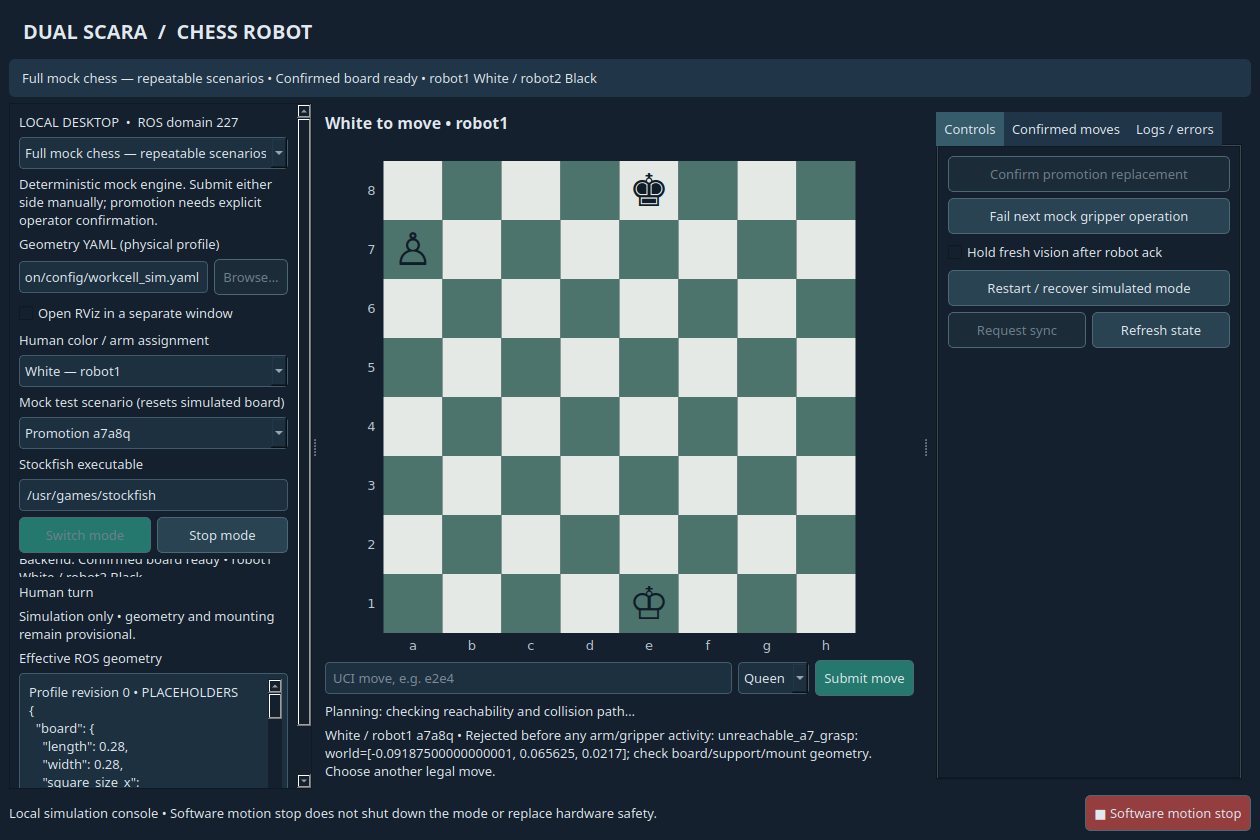 DUAL SCARA / CHESS ROBOT
Full mock chess — repeatable scenarios • Confirmed board ready • robot1 White / robot2 Black
LOCAL DESKTOP • ROS domain 227
Full mock chess — repeatable scenarios
Deterministic mock engine. Submit either
side manually; promotion needs explicit
operator confirmation.
Geometry YAML (physical profile)
on/config/workcell_sim.yaml
Browse...
Open RViz in a separate window
Human color / arm assignment
White — robot1
Mock test scenario (resets simulated board)
Promotion a7a8q
Stockfish executable
/usr/games/stockfish
Switch mode
Stop mode
Backend: Confirmed board ready • robot1
White / robot2 Black
Human turn
Simulation only • geometry and mounting
remain provisional.
Effective ROS geometry
Profile revision 0 • PLACEHOLDERS
{
"board": {
"length": 0.28,
"width": 0.28,
"square_size_x":
White to move • robot1
8
7
6
5
4
3
2
1
a b c d e f g h
UCI move, e.g. e2e4
Queen
Submit move
Planning: checking reachability and collision path...
White / robot1 a7a8q • Rejected before any arm/gripper activity: unreachable_a7_grasp:
world=[-0.09187500000000001, 0.065625, 0.0217]; check board/support/mount geometry.
Choose another legal move.
Controls
Confirmed moves
Logs / errors
Confirm promotion replacement
Fail next mock gripper operation
Hold fresh vision after robot ack
Restart / recover simulated mode
Request sync
Refresh state
Local simulation console • Software motion stop does not shut down the mode or replace hardware safety.
Software motion stop